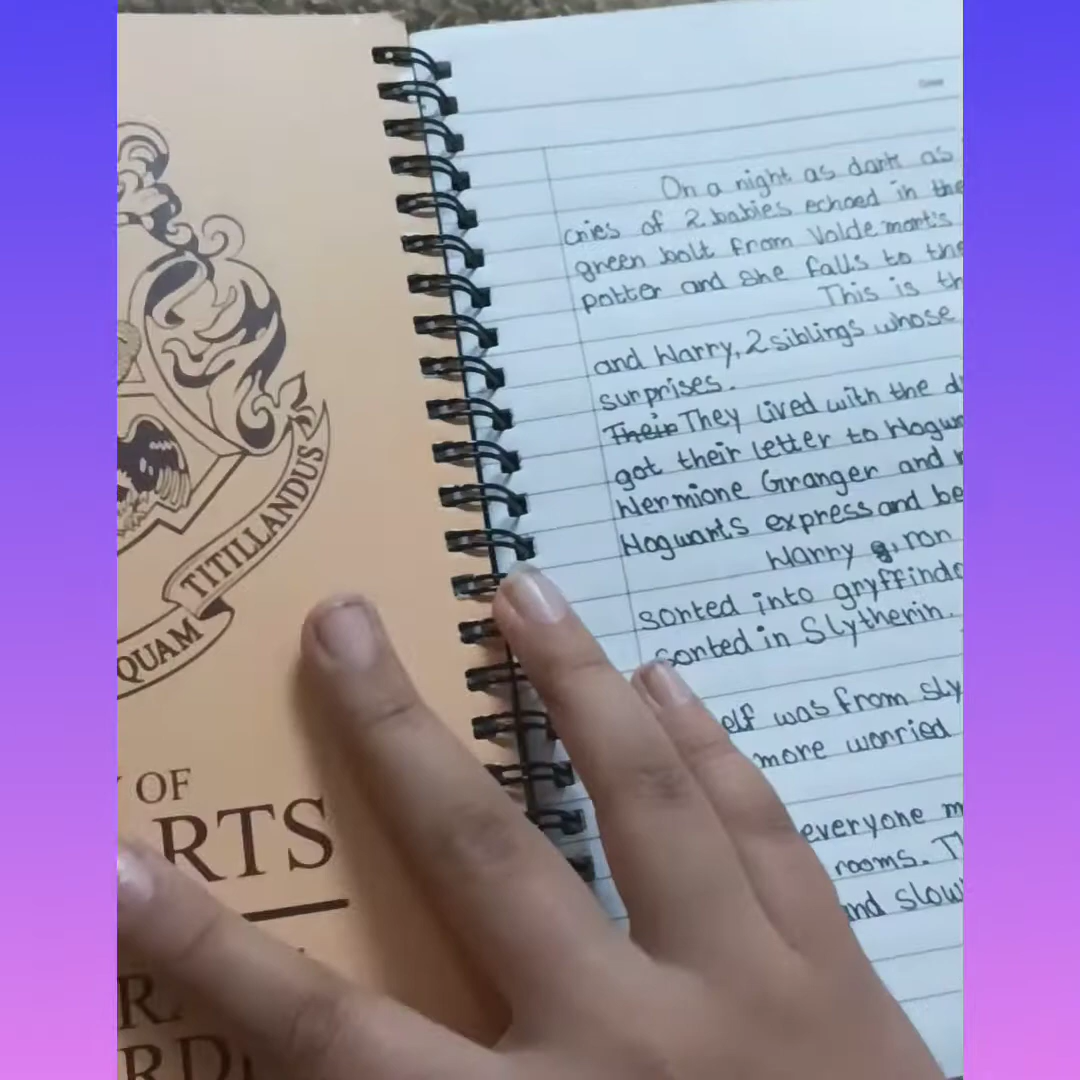 TITILLANDUS
QUAM
OF
RTS
On a night as dark as
cries of 2 babies echoed in the
green bolt from Voldemort's
potter and she falls to the
This is th
and Harry, 2 siblings whose
surprises.
Their They lived with the d
got their letter to Hogw
Hermione Granger and r
Hogwarts express and be
Harry , ron
sorted into gryffindo
sorted in Slytherin.
elf was from sly
more worried
everyone m
rooms. T
and slow